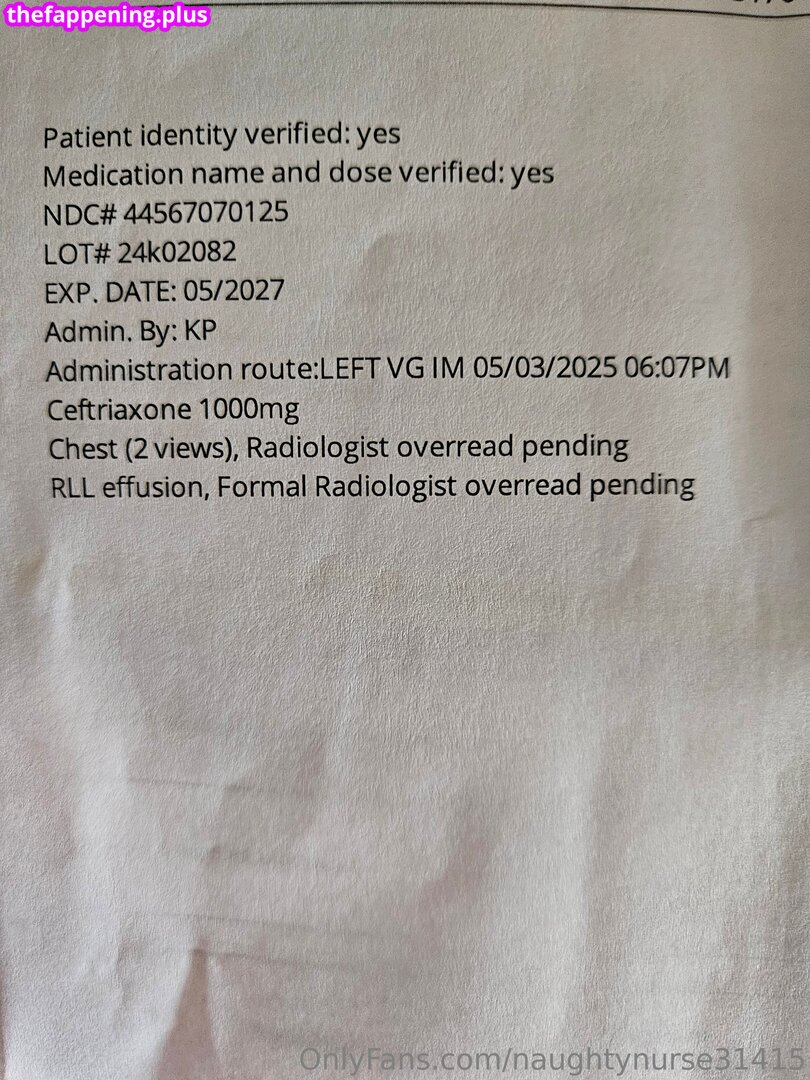 thefappening.plus
Patient identity verified: yes
Medication name and dose verified: yes
NDC# 44567070125
LOT# 24k02082
EXP. DATE: 05/2027
Admin. By: KP
Administration route:LEFT VG IM 05/03/2025 06:07PM
Ceftriaxone 1000mg
Chest (2 views), Radiologist overread pending
RLL effusion, Formal Radiologist overread pending
OnlyFans.com/naughtynurse31415